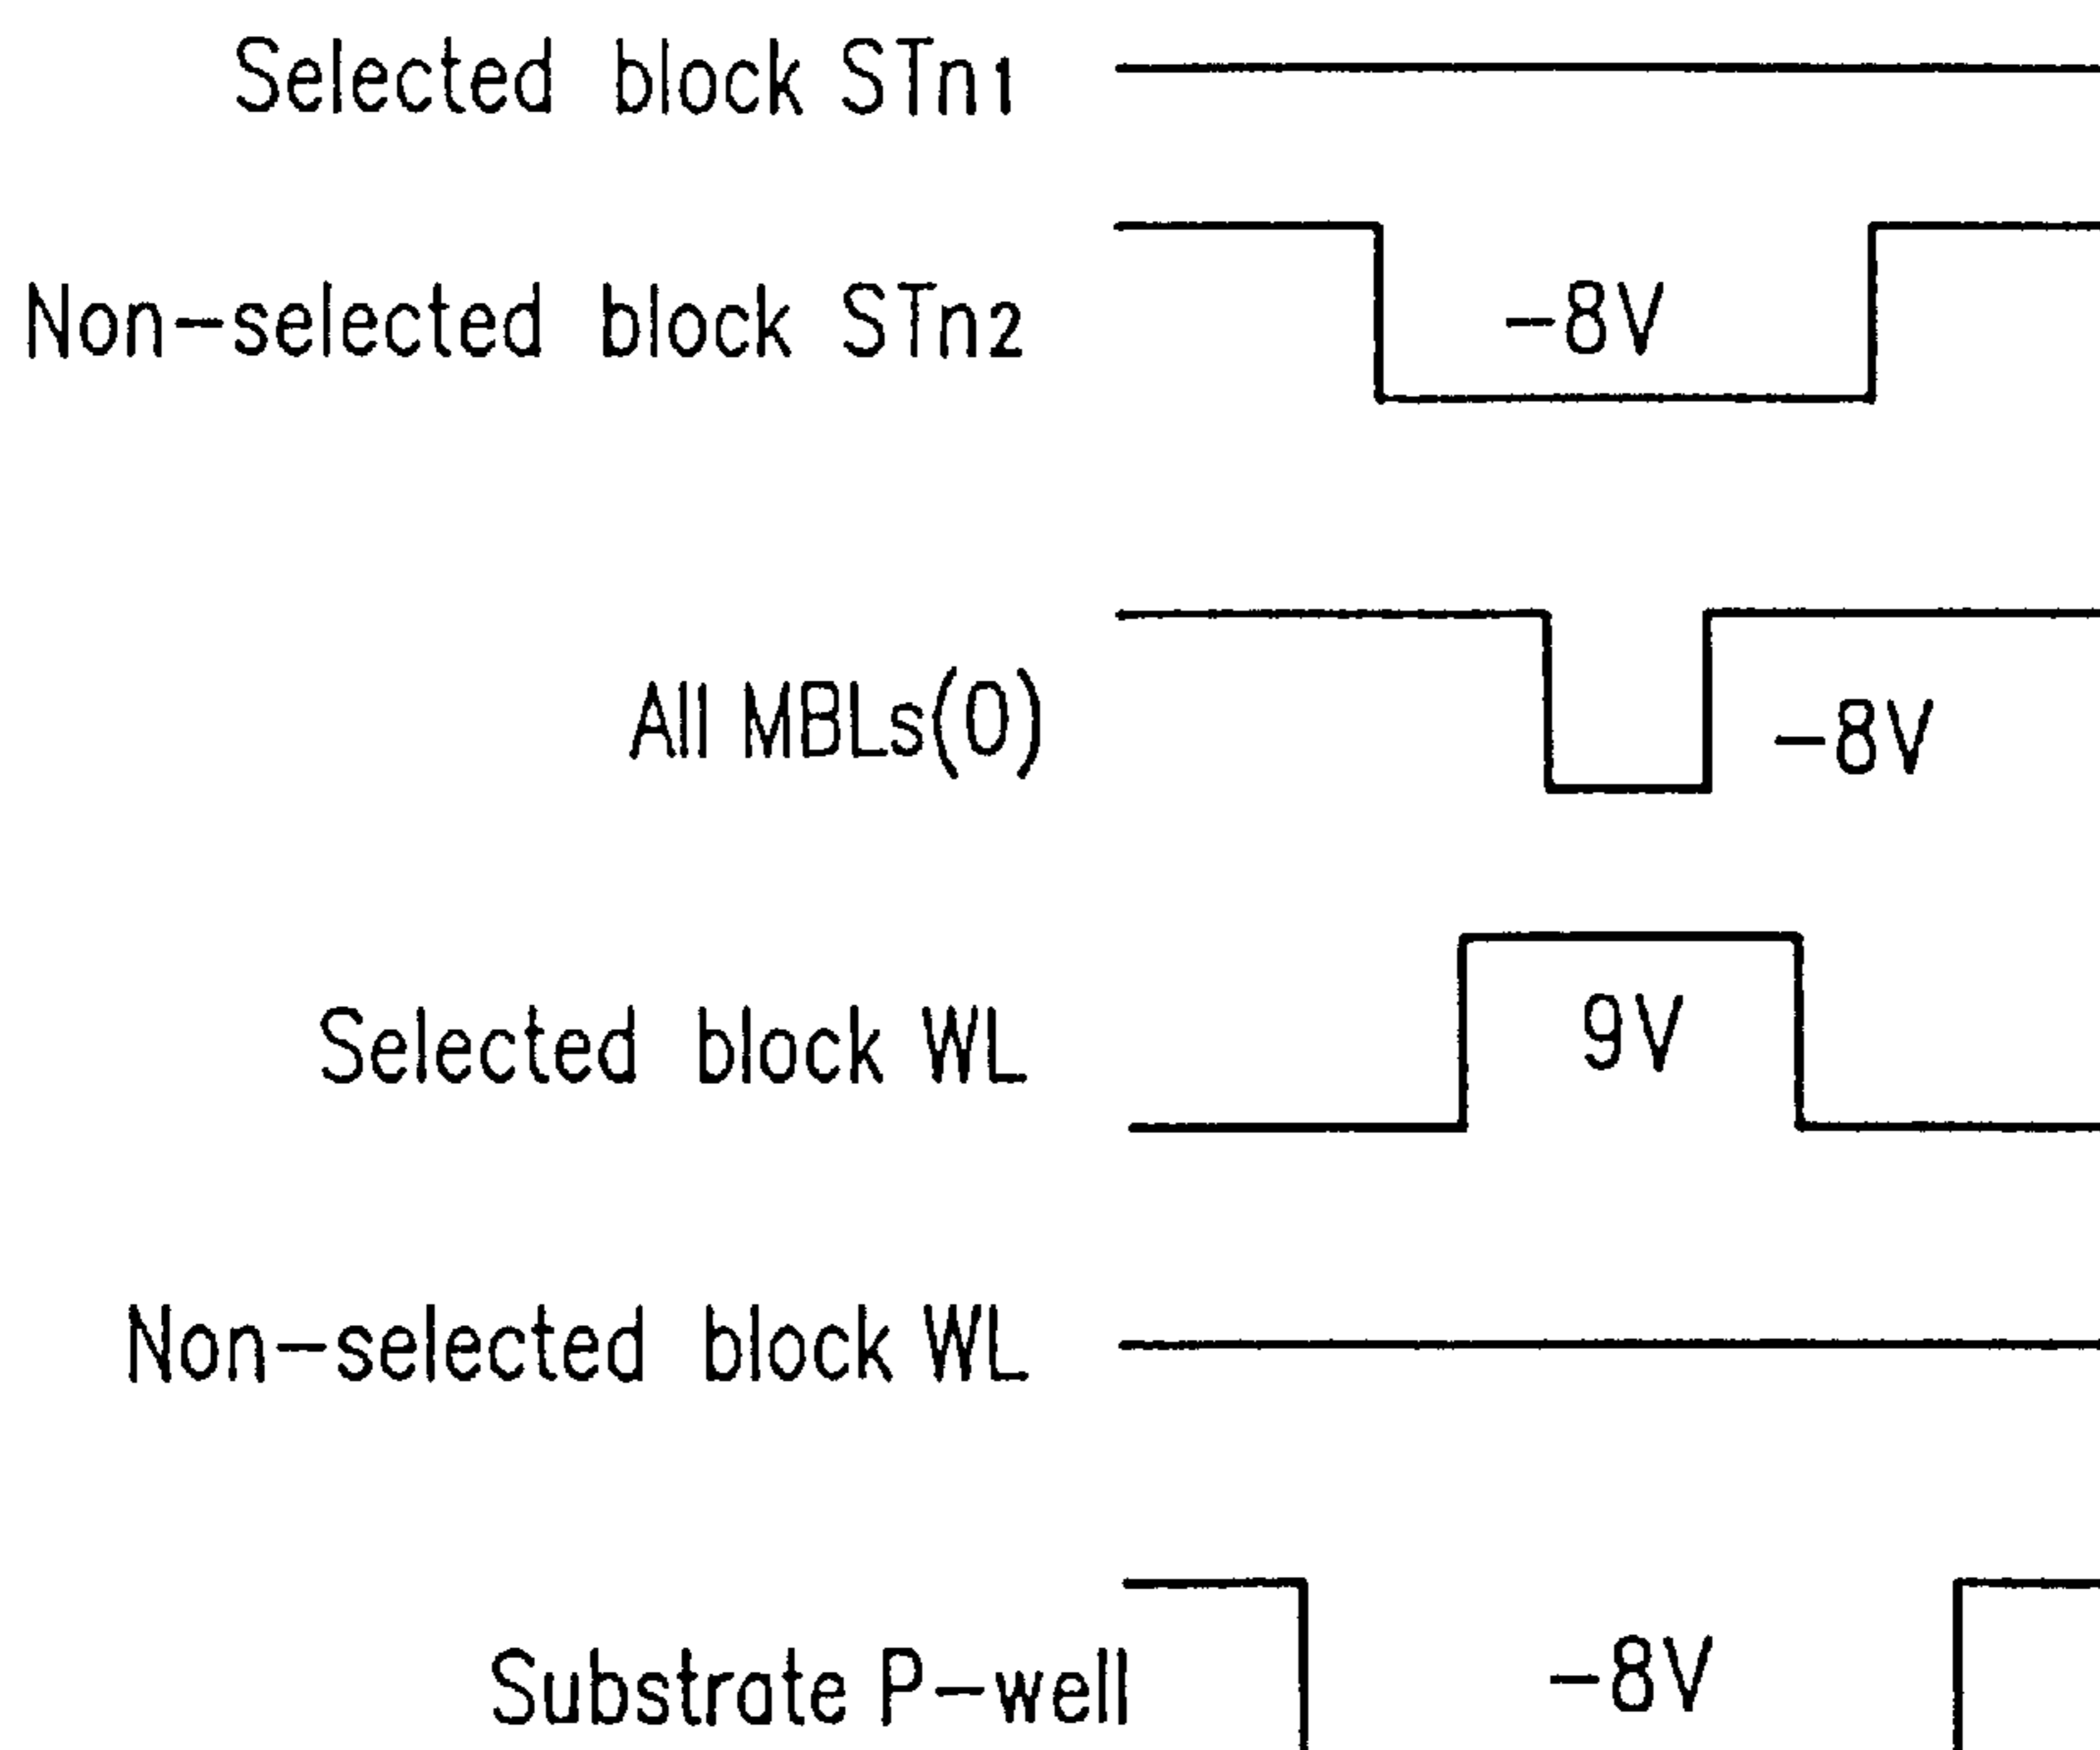 Selected block STn1
Non-selected block STn2
-8V
All MBLs(0)
-8V
Selected block WL
9V
Non-selected block WL
Substrate P-well
-8V